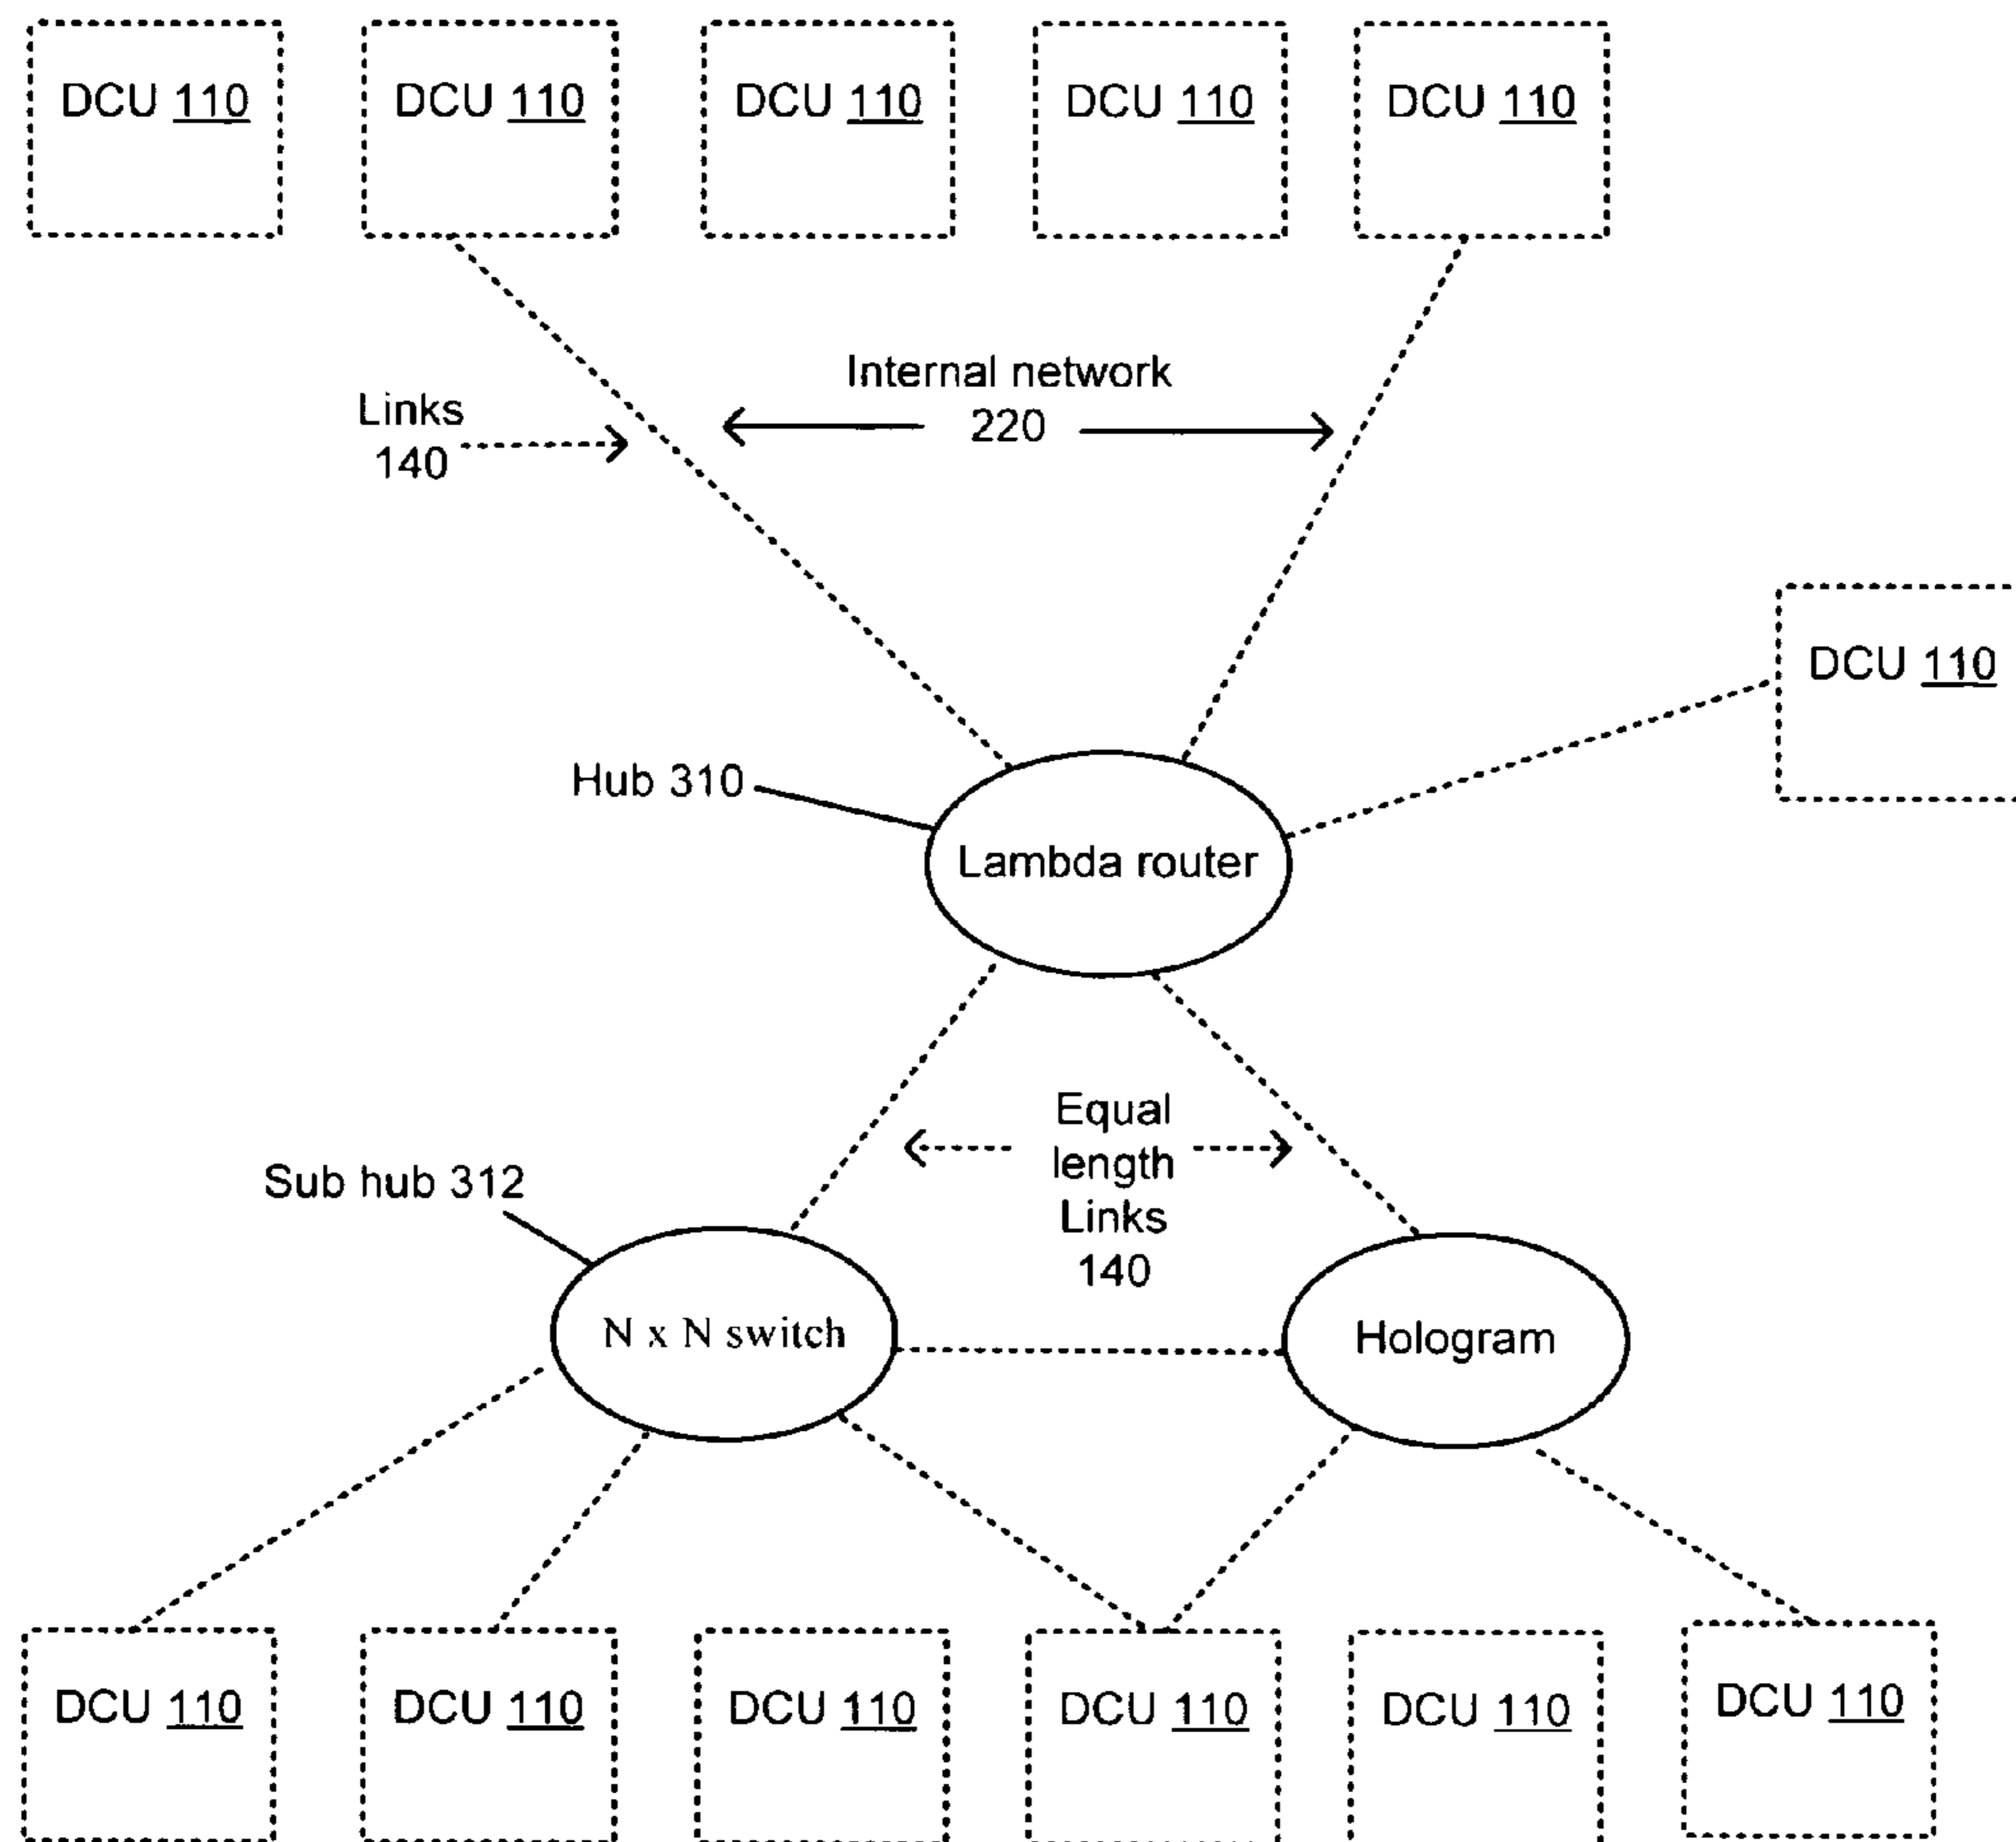 DCU 110
DCU 110
DCU 110
DCU 110
DCU 110
Internal network
220
Links
140
DCU 110
Hub 310
Lambda router
Equal
length
Links
140
Sub hub 312
N x N switch
Hologram
DCU 110
DCU 110
DCU 110
DCU 110
DCU 110
DCU 110